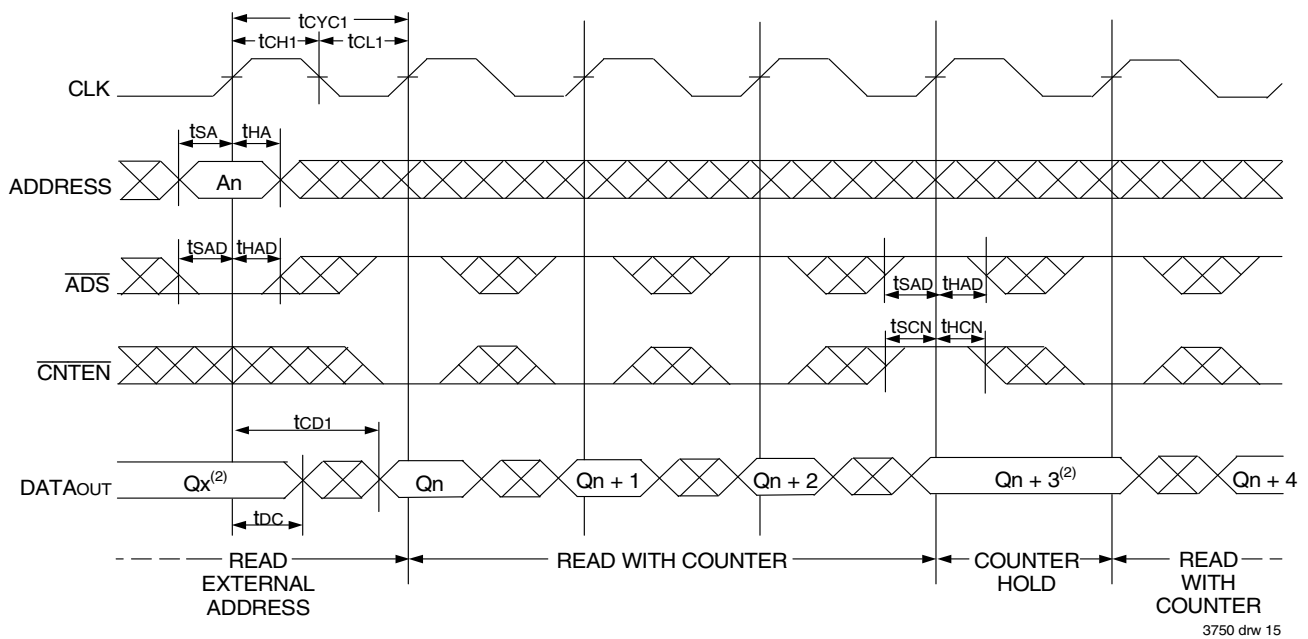 tCYC1
tCH1 tCL1
CLK
tSA tHA
ADDRESS An
tSAD tHAD
ADS
tSAD tHAD
tSCN tHCN
CNTEN
tCD1
DATAOUT Qx(2) Qn Qn + 1 Qn + 2 Qn + 3(2) Qn + 4
tDC
READ EXTERNAL ADDRESS
READ WITH COUNTER
COUNTER HOLD
READ WITH COUNTER
3750 drw 15